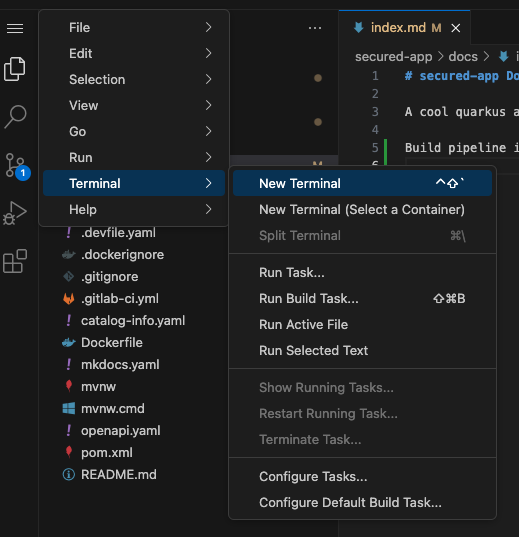 File
Edit
Selection
View
Go
Run
Terminal
Help
1
...
M
.devfile.yaml
.dockerignore
.gitignore
.gitlab-ci.yml
catalog-info.yaml
Dockerfile
mkdocs.yaml
mvnw
mvnw.cmd
openapi.yaml
pom.xml
README.md
index.md M
secured-app > docs > i
1 # secured-app Do
2
3 A cool quarkus a
4
5 Build pipeline i
6
New Terminal ⌃⇧`
New Terminal (Select a Container)
Split Terminal ⌘\
Run Task...
Run Build Task... ⇧⌘B
Run Active File
Run Selected Text
Show Running Tasks...
Restart Running Task...
Terminate Task...
Configure Tasks...
Configure Default Build Task...